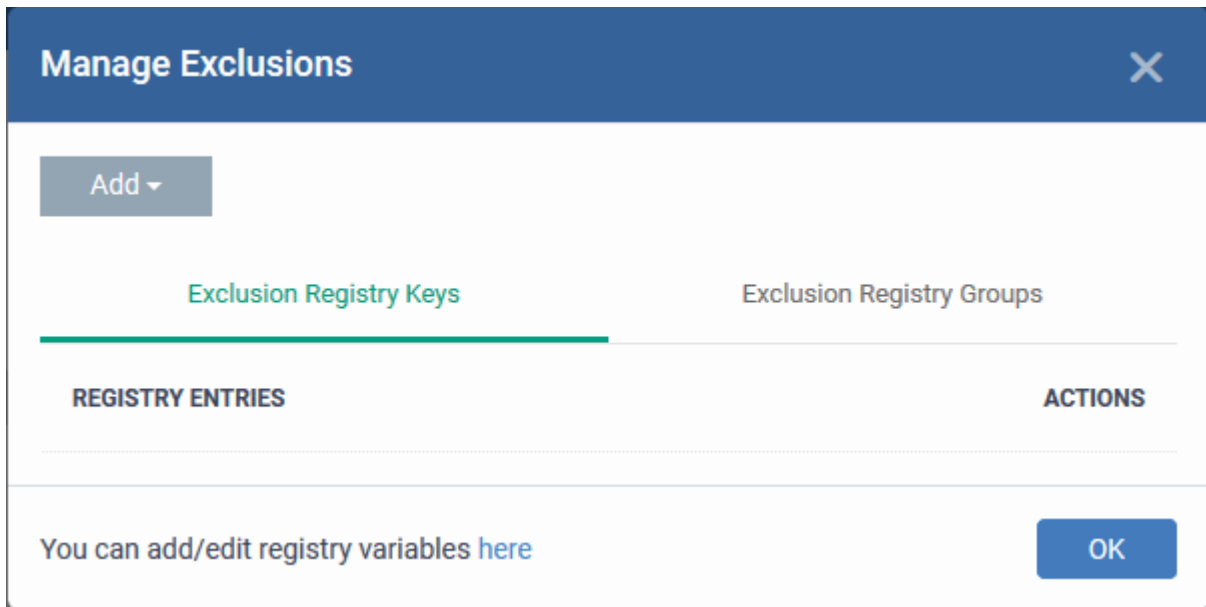 Manage Exclusions
Add
Exclusion Registry Keys Exclusion Registry Groups
REGISTRY ENTRIES ACTIONS
You can add/edit registry variables here OK